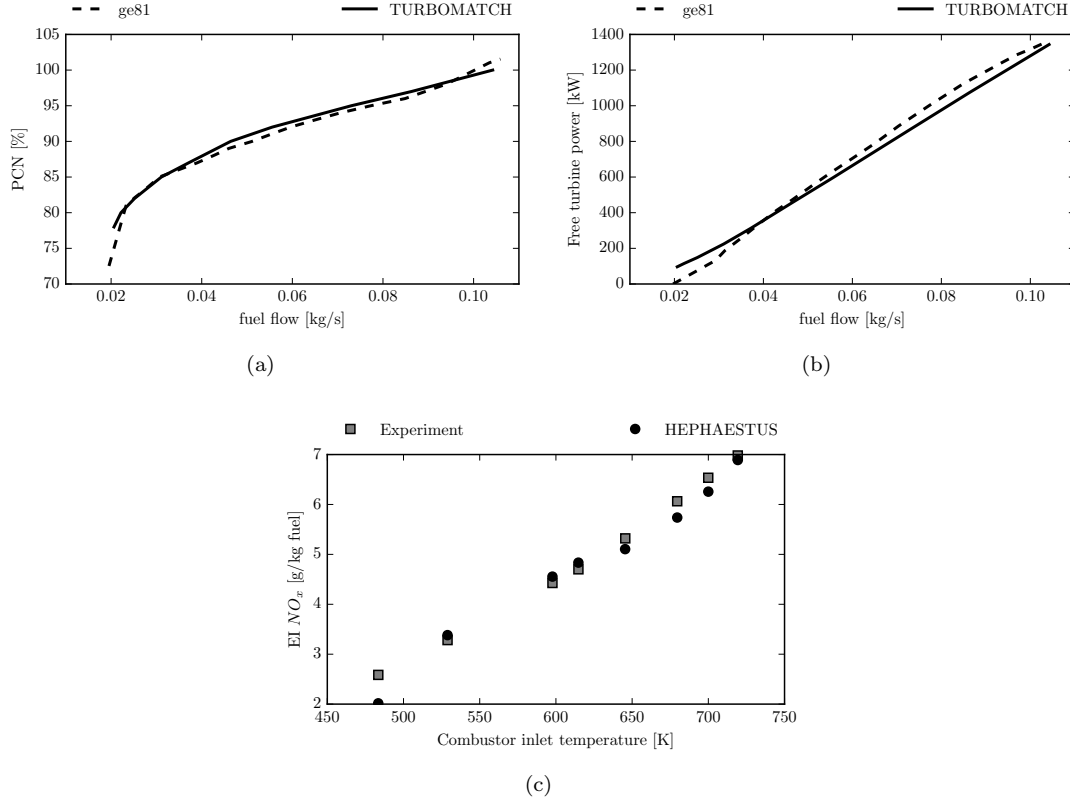 ge81 TURBOMATCH
105
100
95
90
85
80
75
70
PCN [%]
0.02 0.04 0.06 0.08 0.10
fuel flow [kg/s]
(a)
ge81 TURBOMATCH
1400
1200
1000
800
600
400
200
0
Free turbine power [kW]
0.02 0.04 0.06 0.08 0.10
fuel flow [kg/s]
(b)
Experiment HEPHAESTUS
7
6
5
4
3
2
EI NOₓ [g/kg fuel]
450 500 550 600 650 700 750
Combustor inlet temperature [K]
(c)